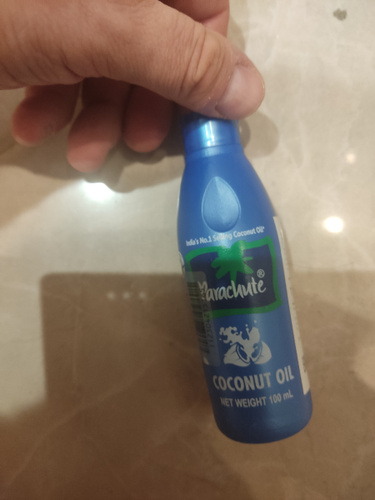 India's No.1 Selling Coconut Oil*
Parachute®
COCONUT OIL
NET WEIGHT 100 mL